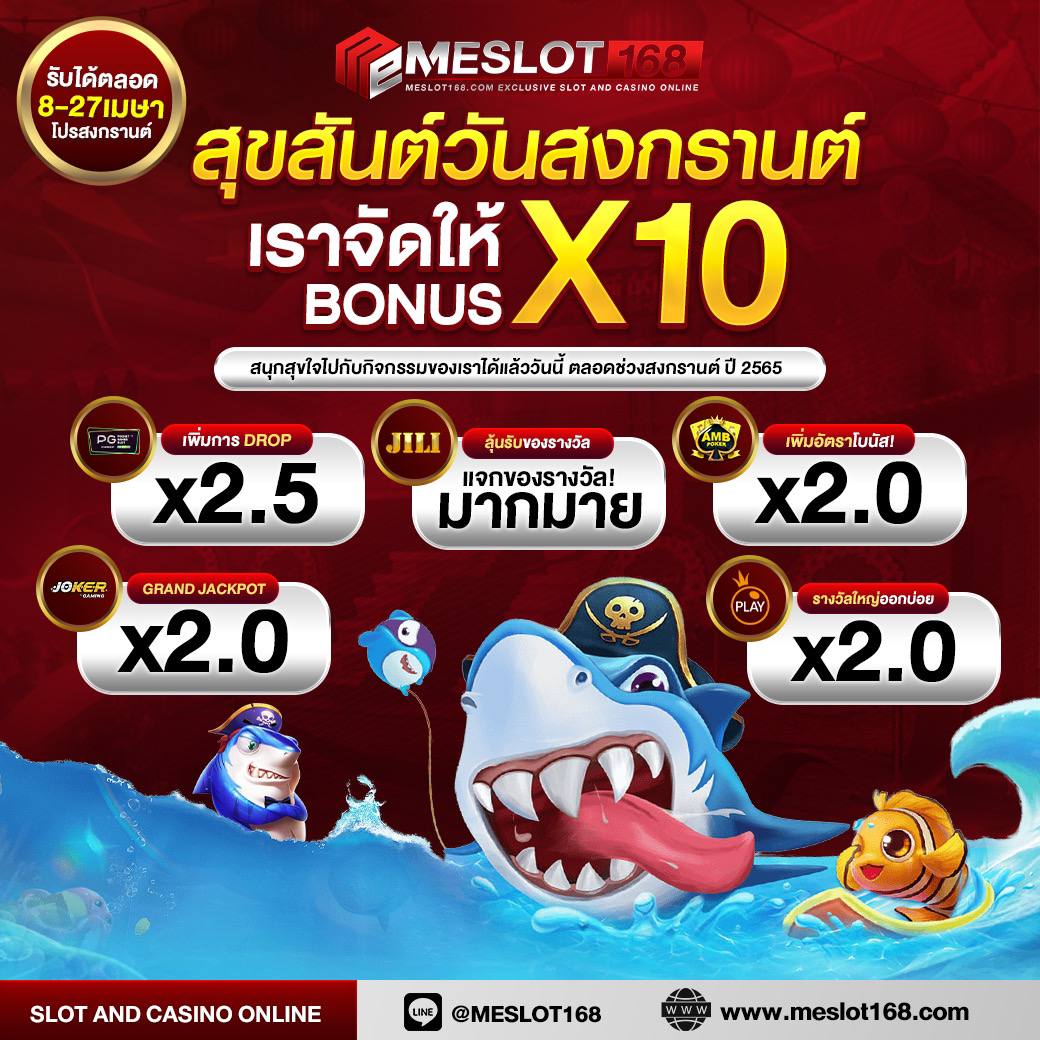 รับได้ตลอด
8-27เมษา
โปรสงกรานต์
MESLOT 168
MESLOT168.COM EXCLUSIVE SLOT AND CASINO ONLINE
สุขสันต์วันสงกรานต์
เราจัดให้
BONUS X10
สนุกสุขใจไปกับกิจกรรมของเราได้แล้ววันนี้ ตลอดช่วงสงกรานต์ ปี 2565
PG
เพิ่มการ DROP
x2.5
JILI
ลุ้นรับของรางวัล
แจกของรางวัล!
มากมาย
AMB
POKER
เพิ่มอัตราโบนัส!
x2.0
JOKER
GAMING
GRAND JACKPOT
x2.0
PLAY
รางวัลใหญ่ออกบ่อย
x2.0
SLOT AND CASINO ONLINE
LINE @MESLOT168
WWW www.meslot168.com